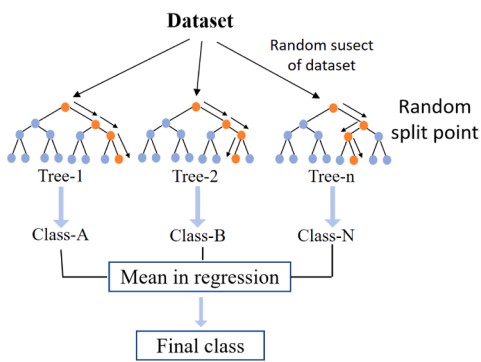 Dataset
Random susect
of dataset
Random
split point
Tree-1
Tree-2
Tree-n
Class-A
Class-B
Class-N
Mean in regression
Final class